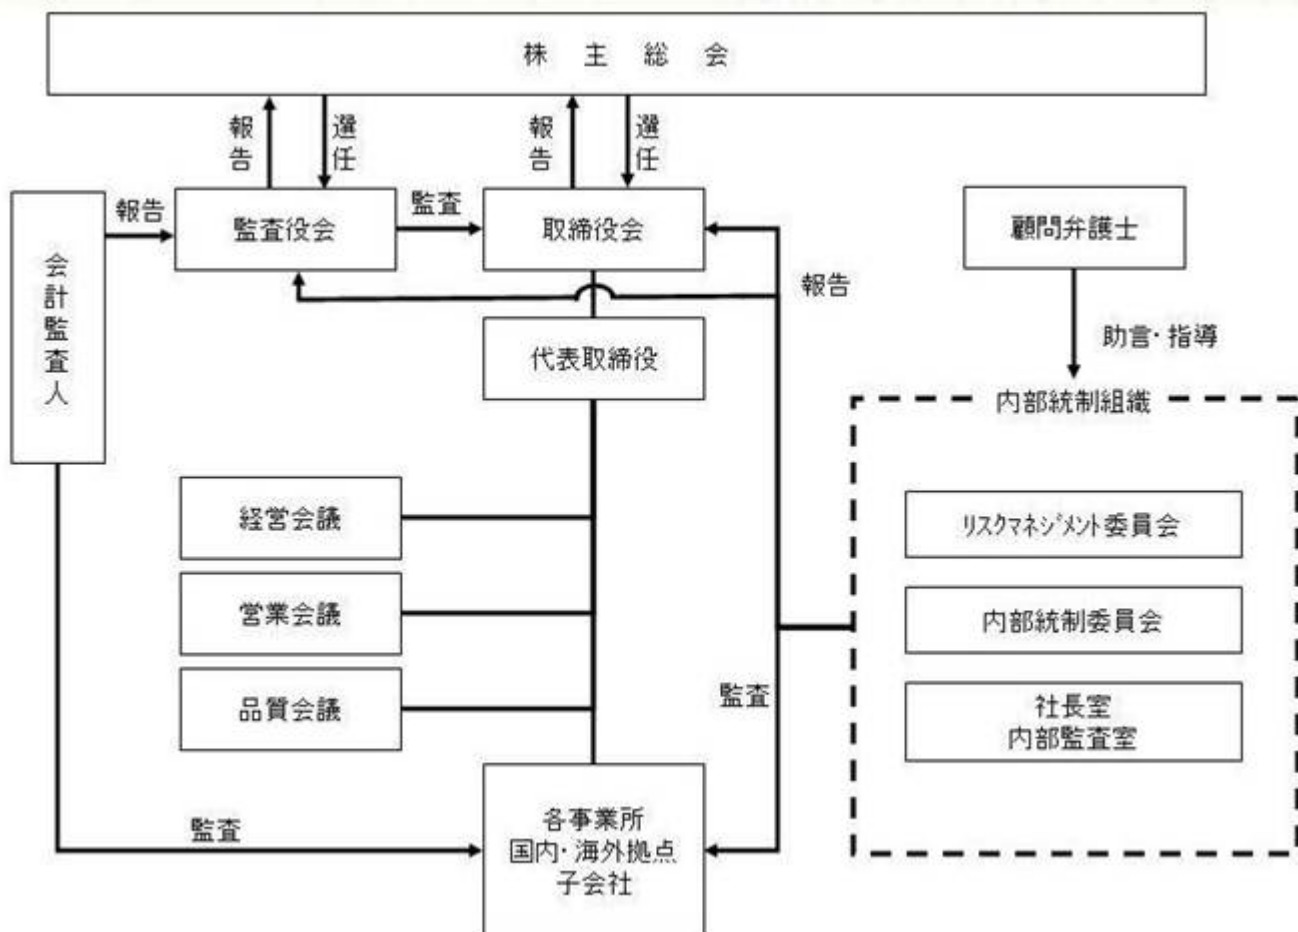 株主総会
報告
選任
報告
選任
会計監査人
報告
監査役会
監査
取締役会
顧問弁護士
報告
助言・指導
代表取締役
内部統制組織
経営会議
リスクマネジメント委員会
営業会議
内部統制委員会
品質会議
監査
社長室
内部監査室
監査
各事業所
国内・海外拠点
子会社